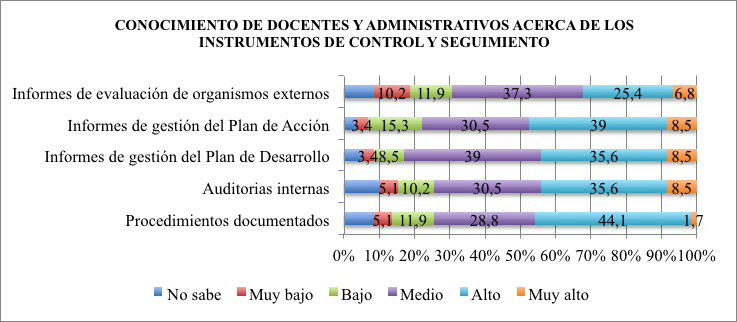 CONOCIMIENTO DE DOCENTES Y ADMINISTRATIVOS ACERCA DE LOS
INSTRUMENTOS DE CONTROL Y SEGUIMIENTO
Informes de evaluación de organismos externos 10,2 11,9 37,3 25,4 6,8
Informes de gestión del Plan de Acción 3,4 15,3 30,5 39 8,5
Informes de gestión del Plan de Desarrollo 3,4 8,5 39 35,6 8,5
Auditorias internas 5,1 10,2 30,5 35,6 8,5
Procedimientos documentados 5,1 11,9 28,8 44,1 1,7
0% 10% 20% 30% 40% 50% 60% 70% 80% 90% 100%
No sabe Muy bajo Bajo Medio Alto Muy alto